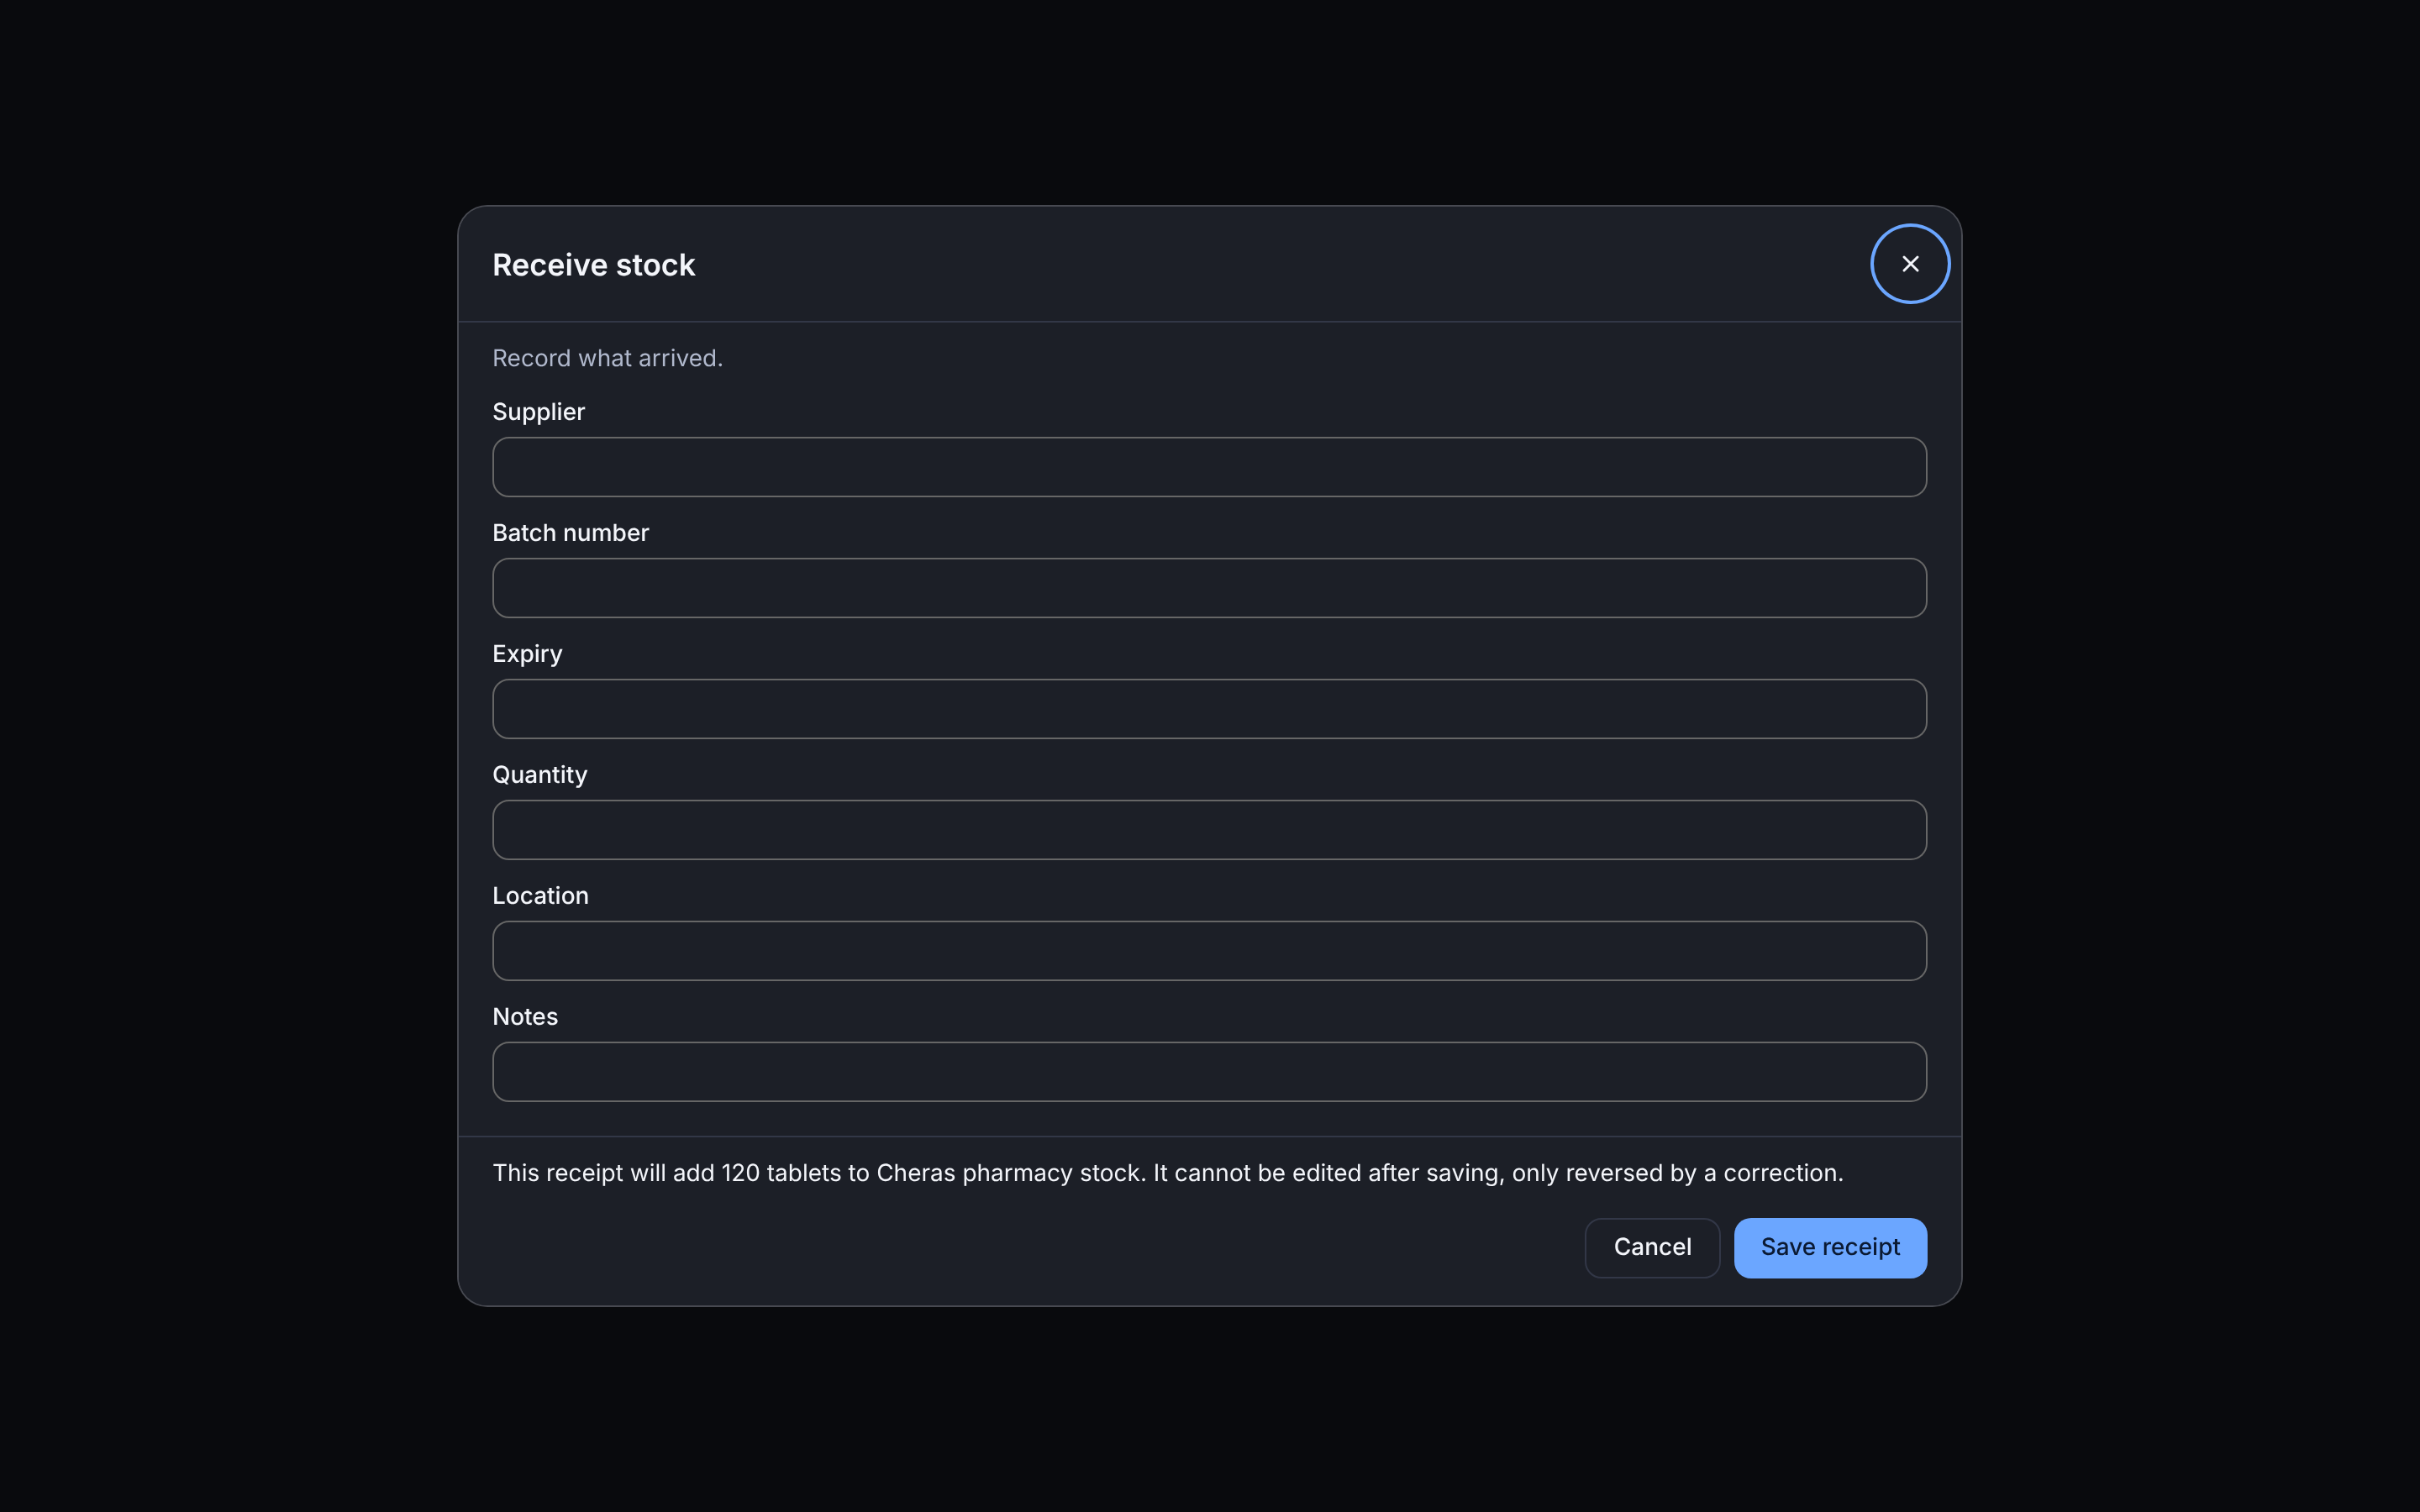 Receive stock
Record what arrived.
Supplier
Batch number
Expiry
Quantity
Location
Notes
This receipt will add 120 tablets to Cheras pharmacy stock. It cannot be edited after saving, only reversed by a correction.
Cancel
Save receipt